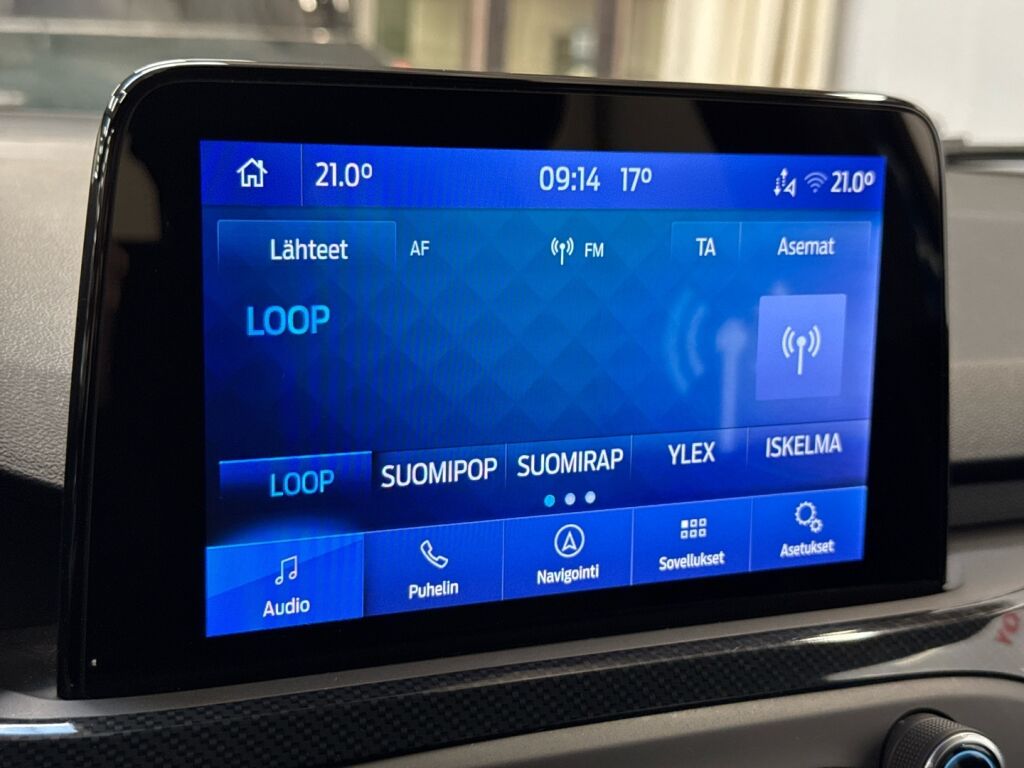 21.0° 09:14 17° 21.0°
Lähteet AF FM TA Asemat
LOOP
LOOP SUOMIPOP SUOMIRAP YLEX ISKELMA
Audio Puhelin Navigointi Sovellukset Asetukset